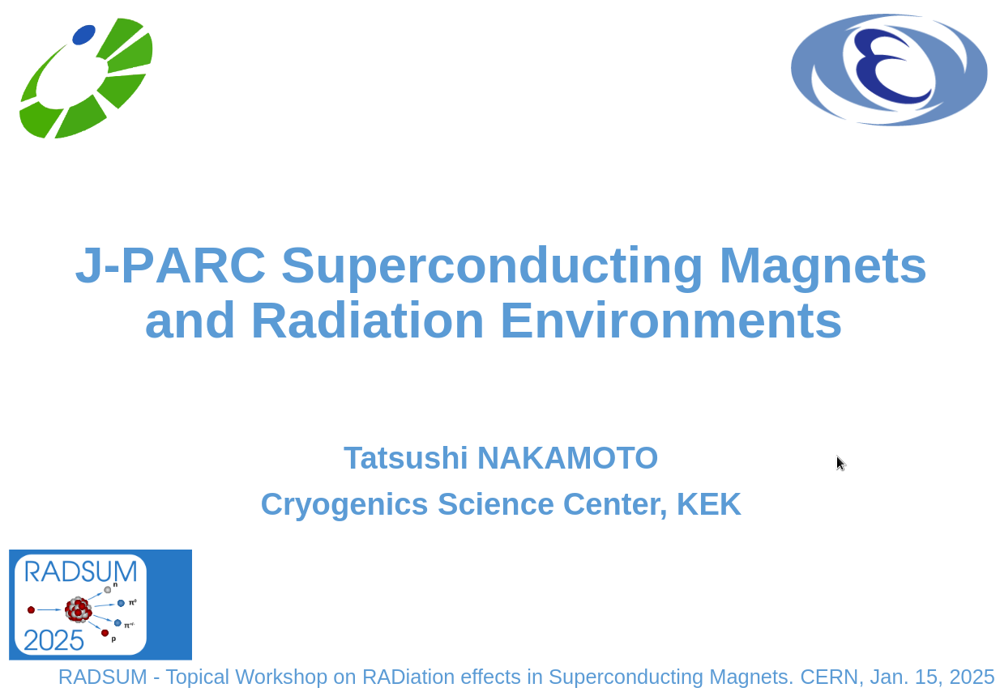 J-PARC Superconducting Magnets
and Radiation Environments
Tatsushi NAKAMOTO
Cryogenics Science Center, KEK
RADSUM
n
π⁰
π⁺/⁻
p
2025
RADSUM - Topical Workshop on RADiation effects in Superconducting Magnets. CERN, Jan. 15, 2025